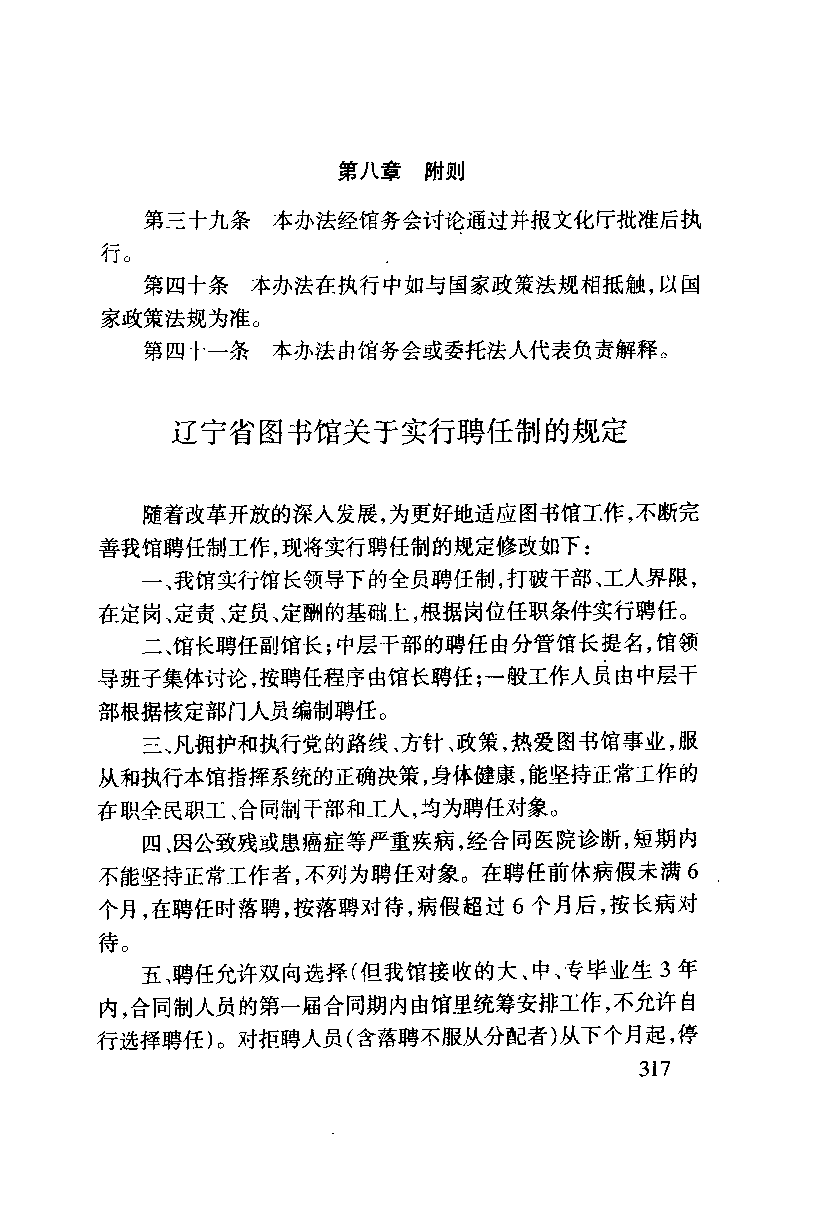 第八章　附则
第三十九条　本办法经馆务会讨论通过并报文化厅批准后执
行。
第四十条　本办法在执行中如与国家政策法规相抵触,以国
家政策法规为准。
第四十一条　本办法由馆务会或委托法人代表负责解释。
辽宁省图书馆关于实行聘任制的规定
随着改革开放的深入发展,为更好地适应图书馆工作,不断完
善我馆聘任制工作,现将实行聘任制的规定修改如下:
一、我馆实行馆长领导下的全员聘任制,打破干部、工人界限,
在定岗、定责、定员、定酬的基础上,根据岗位任职条件实行聘任。
二、馆长聘任副馆长;中层干部的聘任由分管馆长提名,馆领
导班子集体讨论,按聘任程序由馆长聘任;一般工作人员由中层干
部根据核定部门人员编制聘任。
三、凡拥护和执行党的路线、方针、政策,热爱图书馆事业,服
从和执行本馆指挥系统的正确决策,身体健康,能坚持正常工作的
在职全民职工、合同制干部和工人,均为聘任对象。
四、因公致残或患癌症等严重疾病,经合同医院诊断,短期内
不能坚持正常工作者,不列为聘任对象。在聘任前休病假未满 6
个月,在聘任时落聘,按落聘对待,病假超过 6 个月后,按长病对
待。
五、聘任允许双向选择(但我馆接收的大、中、专毕业生 3 年
内,合同制人员的第一届合同期内由馆里统筹安排工作,不允许自
行选择聘任)。对拒聘人员(含落聘不服从分配者)从下个月起,停
317